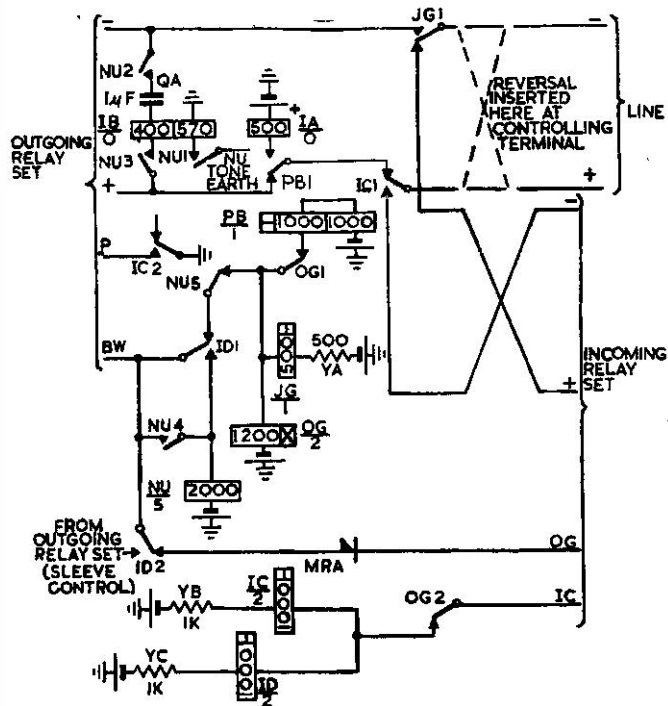 JG1
NU2
QA
1µF
IB
O
400
570
500
IA
O
NU3
NU1
NU
TONE
EARTH
PB1
IC1
OUTGOING
RELAY
SET
REVERSAL
INSERTED
HERE AT
CONTROLLING
TERMINAL
LINE
PB
1
1000
1000
P
IC2
OG1
NU5
BW
ID1
500
YA
500
JG
1
INCOMING
RELAY
SET
NU4
1200
OG
2
NU
5
2000
FROM
OUTGOING
RELAY SET
(SLEEVE
CONTROL)
ID2
MRA
OG
YB
1K
IC
2
100
OG2
IC
YC
1K
100
ID
2